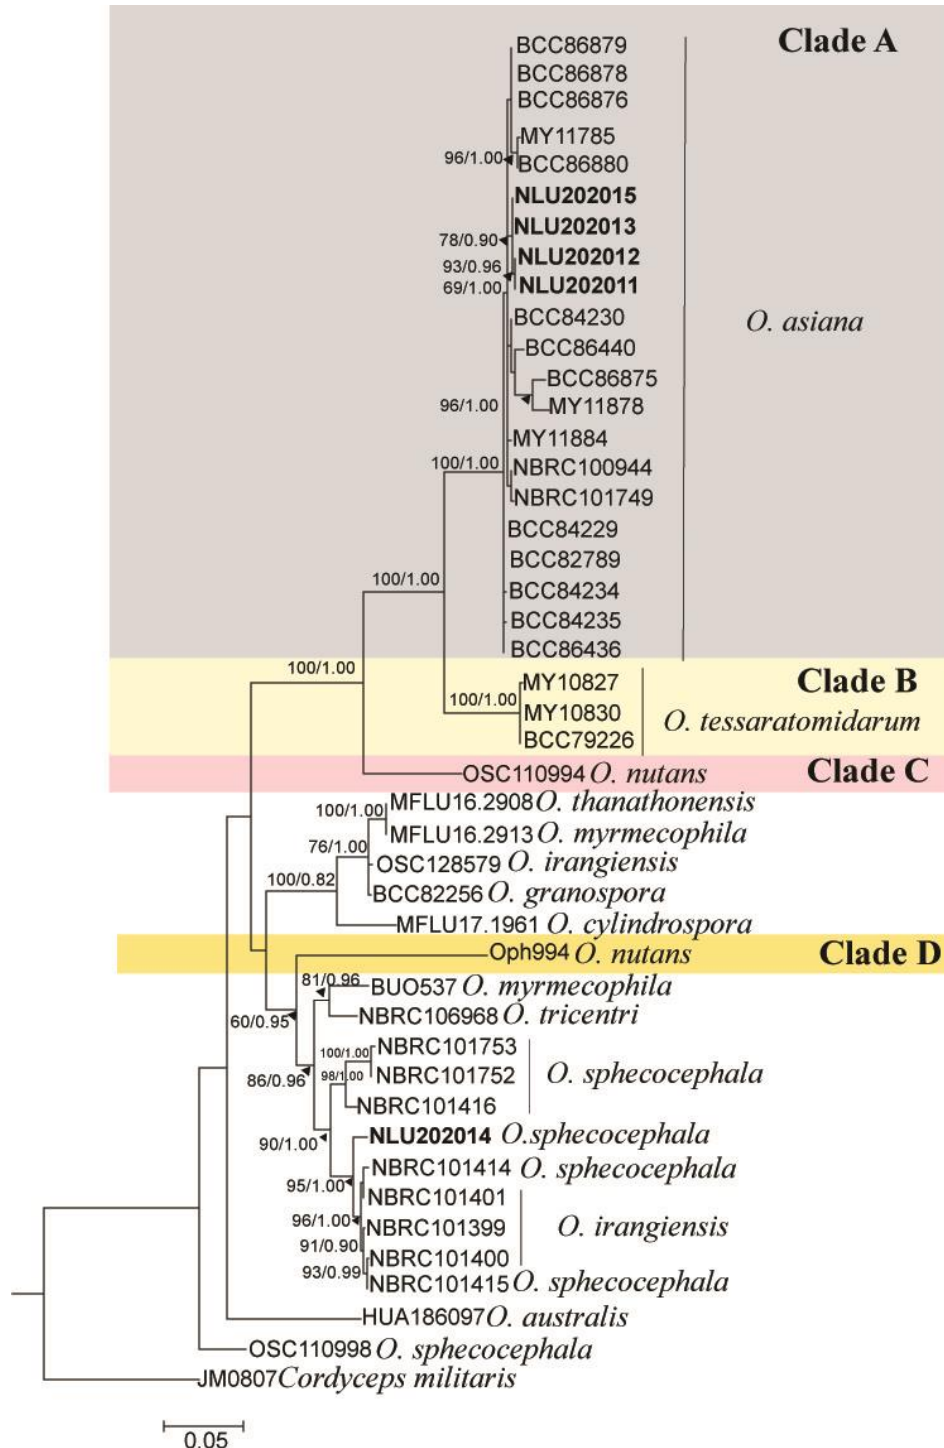 Clade A
BCC86879
BCC86878
BCC86876
MY11785
96/1.00
BCC86880
NLU202015
NLU202013
78/0.90
NLU202012
93/0.96
NLU202011
69/1.00
BCC84230
O. asiana
BCC86440
BCC86875
MY11878
96/1.00
MY11884
100/1.00
NBRC100944
NBRC101749
BCC84229
BCC82789
100/1.00
BCC84234
BCC84235
BCC86436
100/1.00
Clade B
MY10827
100/1.00
MY10830
O. tessaratomidarum
BCC79226
Clade C
OSC110994 O. nutans
MFLU16.2908 O. thanathonensis
100/1.00
MFLU16.2913 O. myrmecophila
76/1.00
OSC128579 O. irangiensis
100/0.82
BCC82256 O. granospora
MFLU17.1961 O. cylindrospora
Clade D
Oph994 O. nutans
81/0.96
BUO537 O. myrmecophila
60/0.95
NBRC106968 O. tricentri
100/1.00
NBRC101753
98/1.00
NBRC101752
O. sphecocephala
86/0.96
NBRC101416
90/1.00
NLU202014 O.sphecocephala
NBRC101414 O. sphecocephala
95/1.00
NBRC101401
96/1.00
NBRC101399
O. irangiensis
91/0.90
NBRC101400
93/0.99
NBRC101415 O. sphecocephala
HUA186097 O. australis
OSC110998 O. sphecocephala
JM0807 Cordyceps militaris
0.05